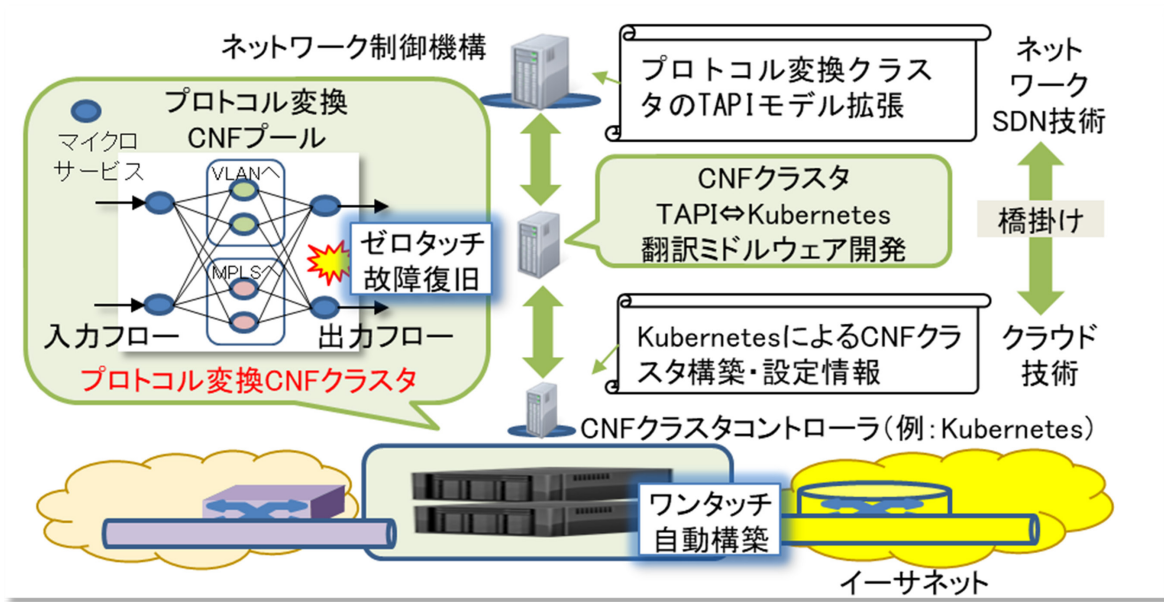 ネットワーク制御機構
プロトコル変換クラス
タのTAPIモデル拡張
ネット
ワーク
SDN技術
プロトコル変換
CNFプール
マイクロ
サービス
VLANへ
MPLSへ
ゼロタッチ
故障復旧
入力フロー
出力フロー
プロトコル変換CNFクラスタ
CNFクラスタ
TAPI⇔Kubernetes
翻訳ミドルウェア開発
橋掛け
KubernetesによるCNFク
ラスタ構築・設定情報
クラウド
技術
CNFクラスタコントローラ(例:Kubernetes)
ワンタッチ
自動構築
イーサネット